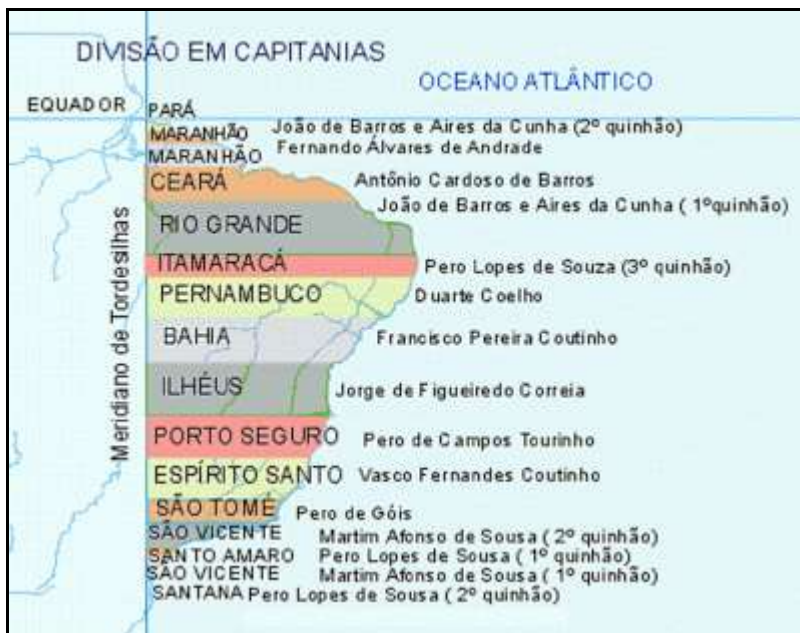 DIVISÃO EM CAPITANIAS
OCEANO ATLÂNTICO
EQUADOR
PARÁ
MARANHÃO João de Barros e Aires da Cunha (2º quinhão)
MARANHÃO Fernando Álvares de Andrade
CEARÁ Antônio Cardoso de Barros
João de Barros e Aires da Cunha ( 1ºquinhão)
RIO GRANDE
ITAMARACÁ Pero Lopes de Souza (3º quinhão)
PERNAMBUCO Duarte Coelho
BAHIA Francisco Pereira Coutinho
ILHÉUS Jorge de Figueiredo Correia
PORTO SEGURO Pero de Campos Tourinho
ESPÍRITO SANTO Vasco Fernandes Coutinho
SÃO TOMÉ Pero de Góis
SÃO VICENTE Martim Afonso de Sousa ( 2º quinhão)
SANTO AMARO Pero Lopes de Sousa ( 1º quinhão)
SÃO VICENTE Martim Afonso de Sousa ( 1º quinhão)
SANTANA Pero Lopes de Sousa ( 2º quinhão)
Meridiano de Tordesilhas